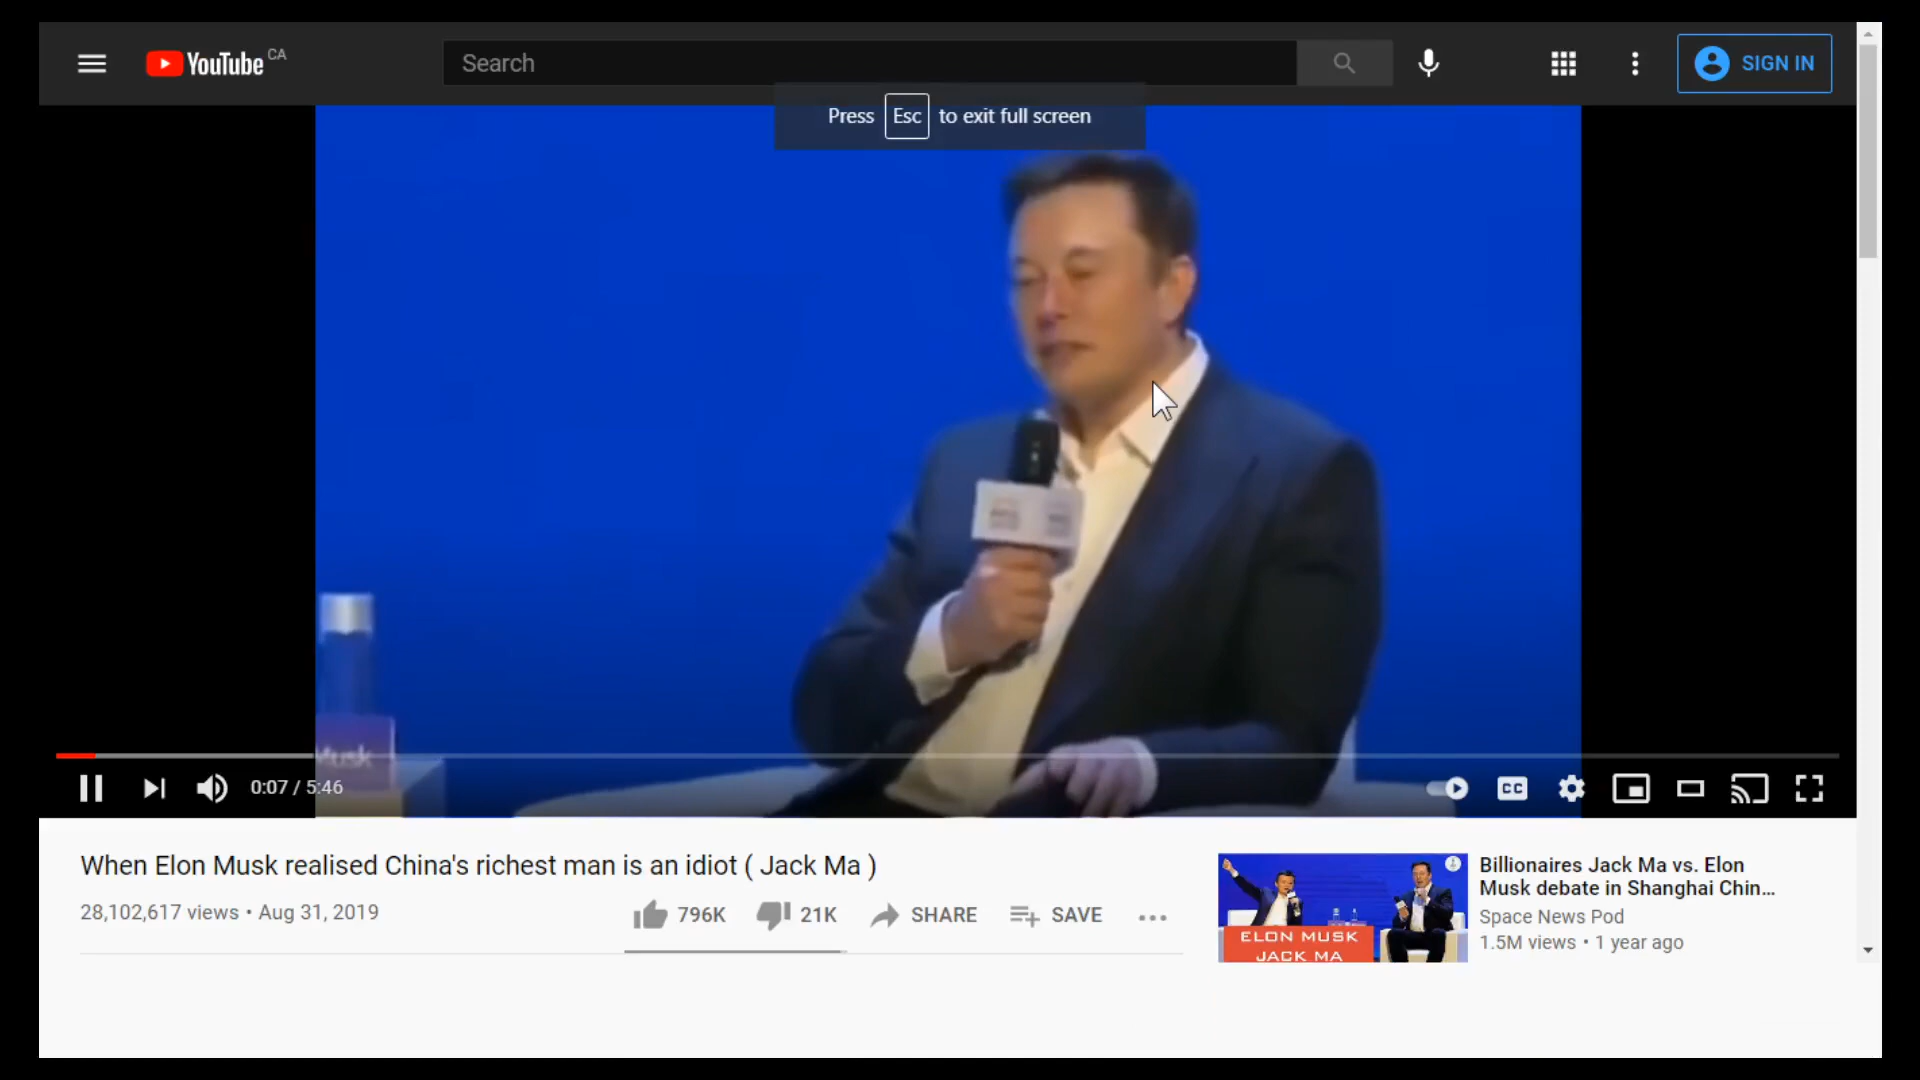 YouTube CA
Search
SIGN IN
Press Esc to exit full screen
Musk
0:07 / 5:46
CC
When Elon Musk realised China's richest man is an idiot ( Jack Ma )
28,102,617 views • Aug 31, 2019
796K
21K
SHARE
SAVE
ELON MUSK
JACK MA
Billionaires Jack Ma vs. Elon
Musk debate in Shanghai Chin...
Space News Pod
1.5M views • 1 year ago